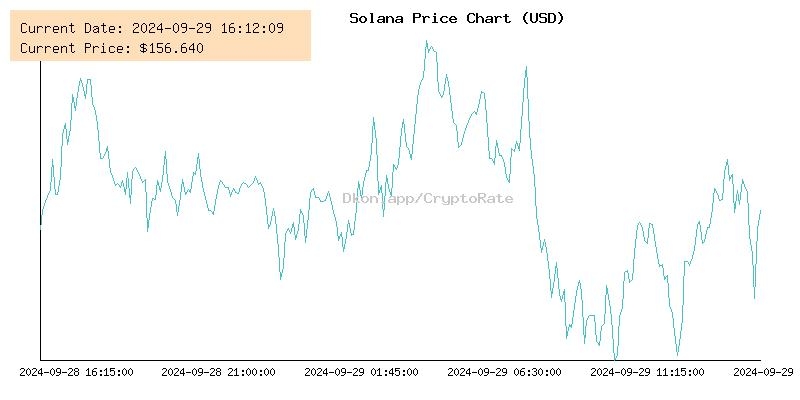 Solana Price Chart (USD)
Current Date: 2024-09-29 16:12:09
Current Price: $156.640
Dkon.app/CryptoRate
2024-09-28 16:15:00
2024-09-28 21:00:00
2024-09-29 01:45:00
2024-09-29 06:30:00
2024-09-29 11:15:00
2024-09-29